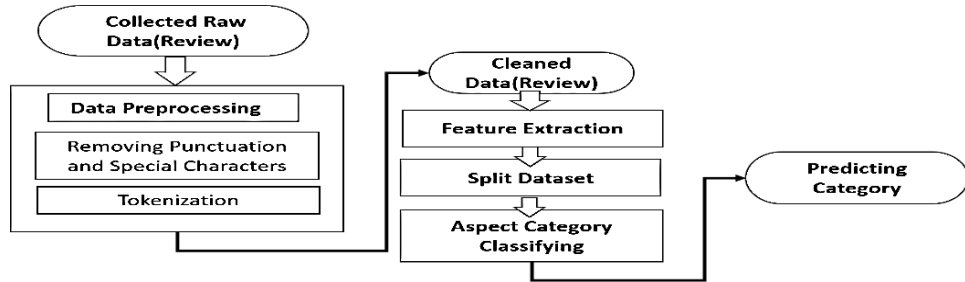 Collected Raw
Data(Review)
Data Preprocessing
Removing Punctuation
and Special Characters
Tokenization
Cleaned
Data(Review)
Feature Extraction
Split Dataset
Aspect Category
Classifying
Predicting
Category